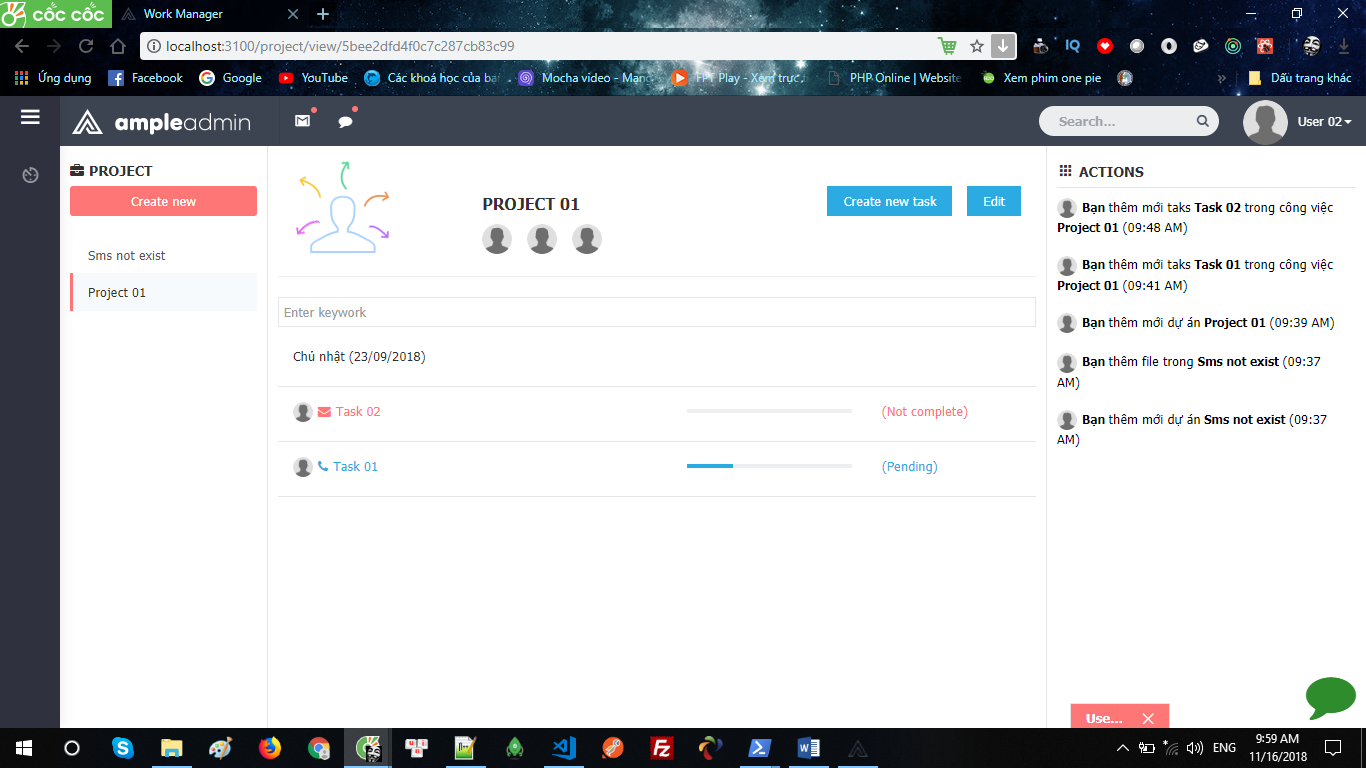 cốc cốc
Work Manager
localhost:3100/project/view/5bee2dfd4f0c7c287cb83c99
IQ
Ứng dụng
Facebook
Google
YouTube
Các khoá học của bạn
Mocha video - Mạng
FPT Play - Xem trực
PHP Online | Website
Xem phim one pie
Dấu trang khác
ampleadmin
Search...
User 02
PROJECT
Create new
Sms not exist
Project 01
PROJECT 01
Create new task
Edit
Enter keywork
Chủ nhật (23/09/2018)
Task 02
(Not complete)
Task 01
(Pending)
ACTIONS
Bạn thêm mới taks Task 02 trong công việc
Project 01 (09:48 AM)
Bạn thêm mới taks Task 01 trong công việc
Project 01 (09:41 AM)
Bạn thêm mới dự án Project 01 (09:39 AM)
Bạn thêm file trong Sms not exist (09:37
AM)
Bạn thêm mới dự án Sms not exist (09:37
AM)
Use...
ENG
9:59 AM
11/16/2018